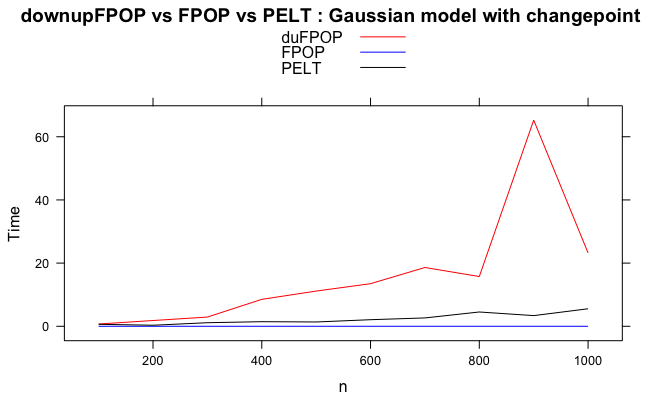 downupFPOP vs FPOP vs PELT : Gaussian model with changepoint
duFPOP
FPOP
PELT
60
40
20
0
Time
200 400 600 800 1000
n